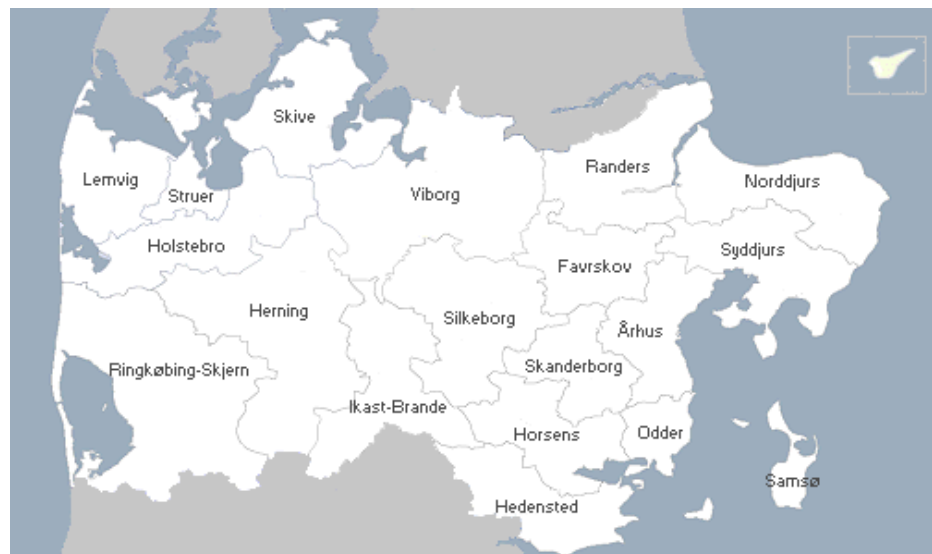 Skive
Randers
Lemvig
Norddjurs
Struer
Viborg
Holstebro
Syddjurs
Favrskov
Herning
Silkeborg
Århus
Skanderborg
Ringkøbing-Skjern
Ikast-Brande
Horsens
Odder
Samsø
Hedensted